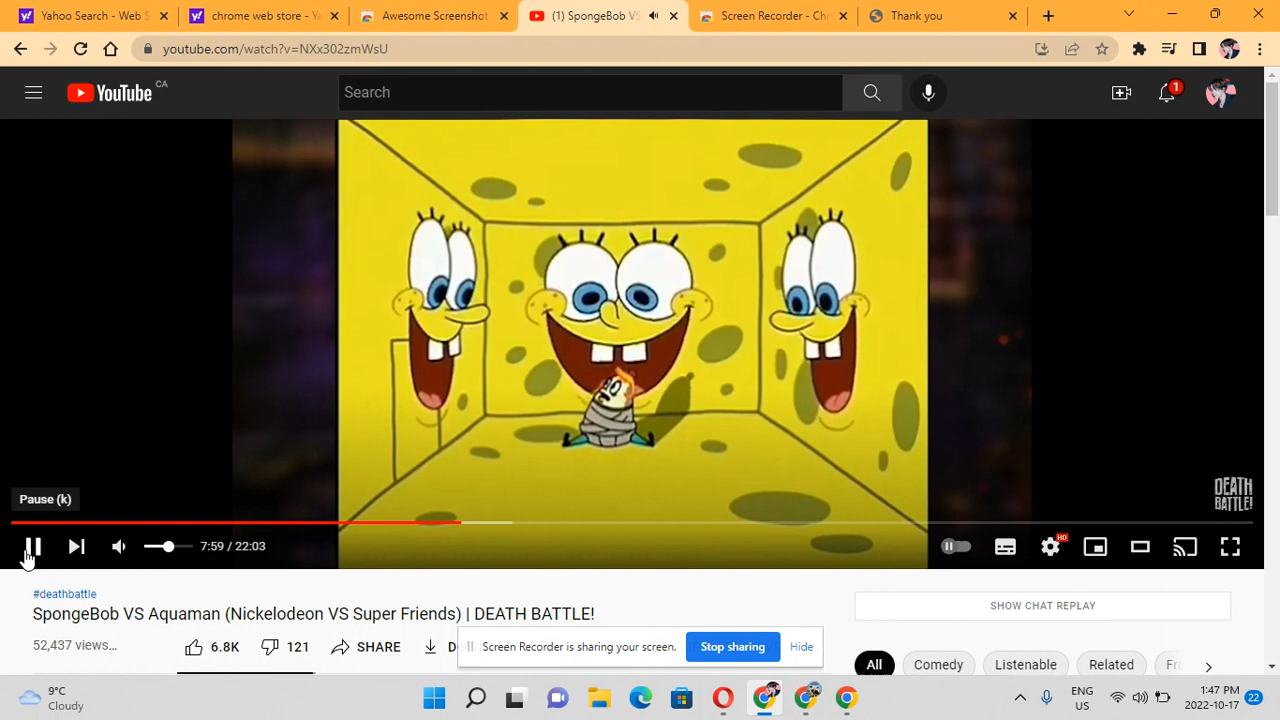 Yahoo Search - Web S
chrome web store - Ya
Awesome Screenshot
(1) SpongeBob VS
Screen Recorder - Chr
Thank you
youtube.com/watch?v=NXx302zmWsU
YouTube CA
Search
1
DEATH BATTLE!
Pause (k)
7:59 / 22:03
HD
#deathbattle
SpongeBob VS Aquaman (Nickelodeon VS Super Friends) | DEATH BATTLE!
SHOW CHAT REPLAY
52,437 views...
6.8K
121
SHARE
Screen Recorder is sharing your screen.
Stop sharing
Hide
All
Comedy
Listenable
Related
9°C
Cloudy
ENG
US
1:47 PM
2022-10-17
22